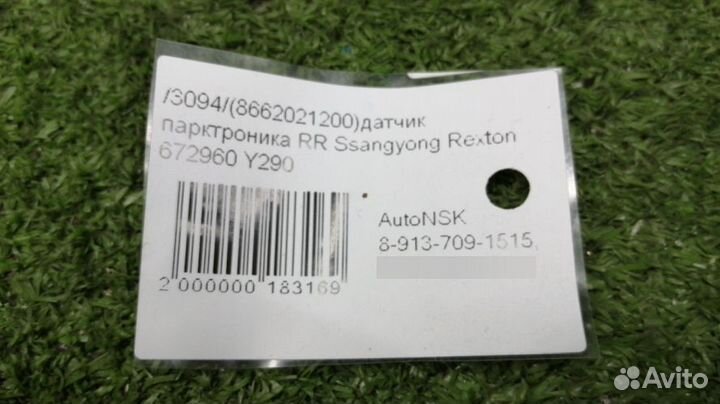 /3094/(8662021200)датчик
парктроника RR Ssangyong Rexton
672960 Y290
AutoNSK
8-913-709-1515,
2 000000 183169
Avito